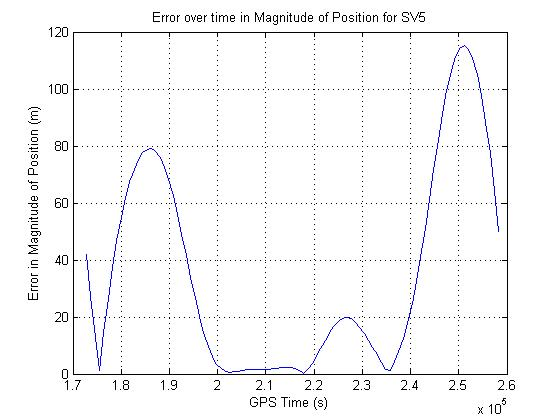 Error over time in Magnitude of Position for SV5
120
100
80
60
40
20
0
Error in Magnitude of Position (m)
1.7 1.8 1.9 2 2.1 2.2 2.3 2.4 2.5 2.6
GPS Time (s)
x 10^5